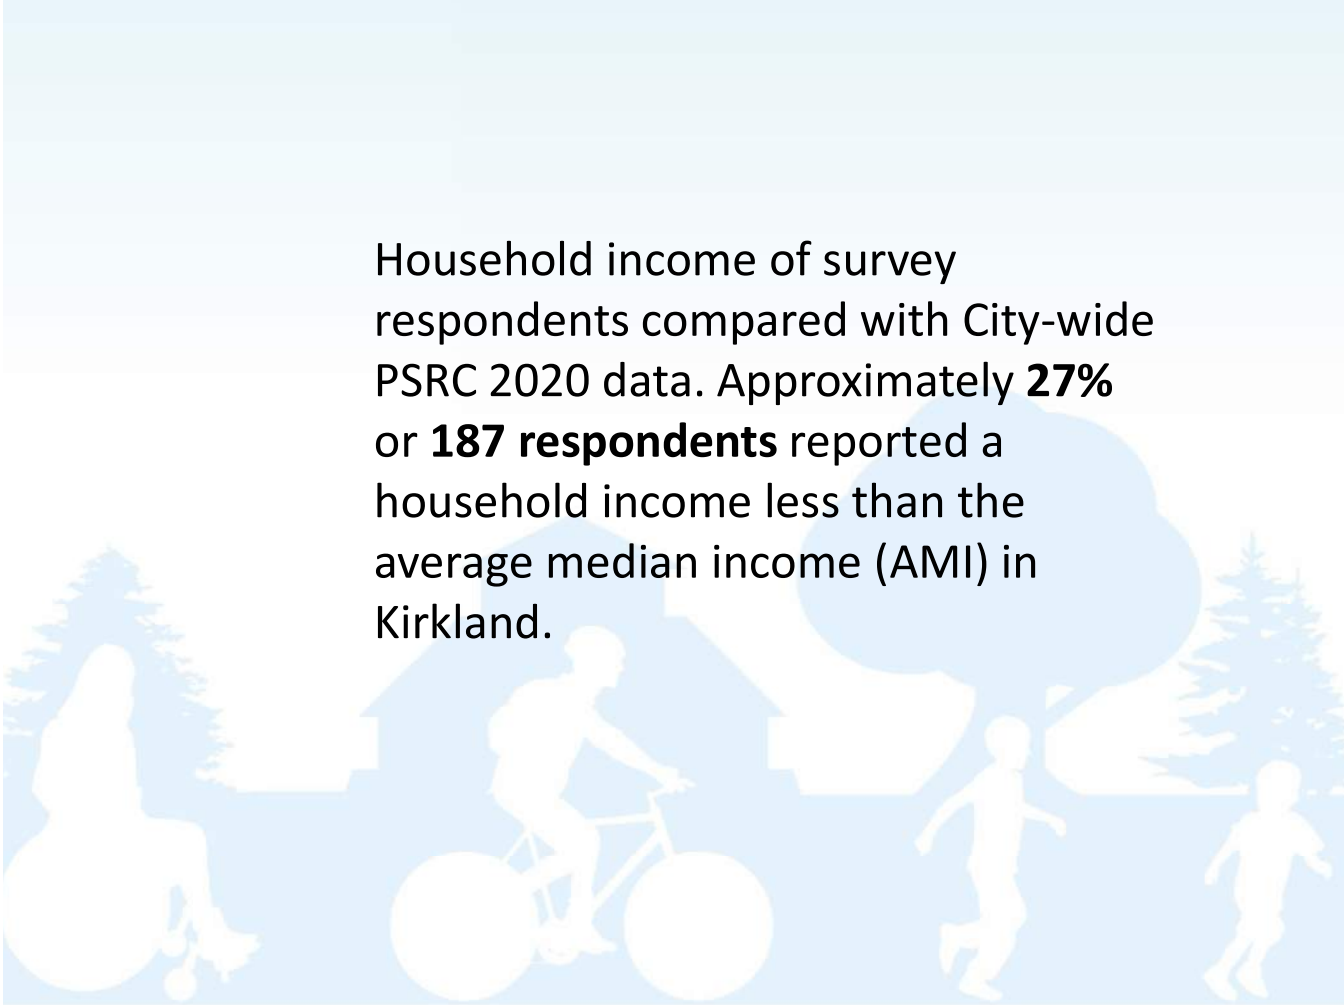 Household income of survey
respondents compared with City-wide
PSRC 2020 data. Approximately 27%
or 187 respondents reported a
household income less than the
average median income (AMI) in
Kirkland.